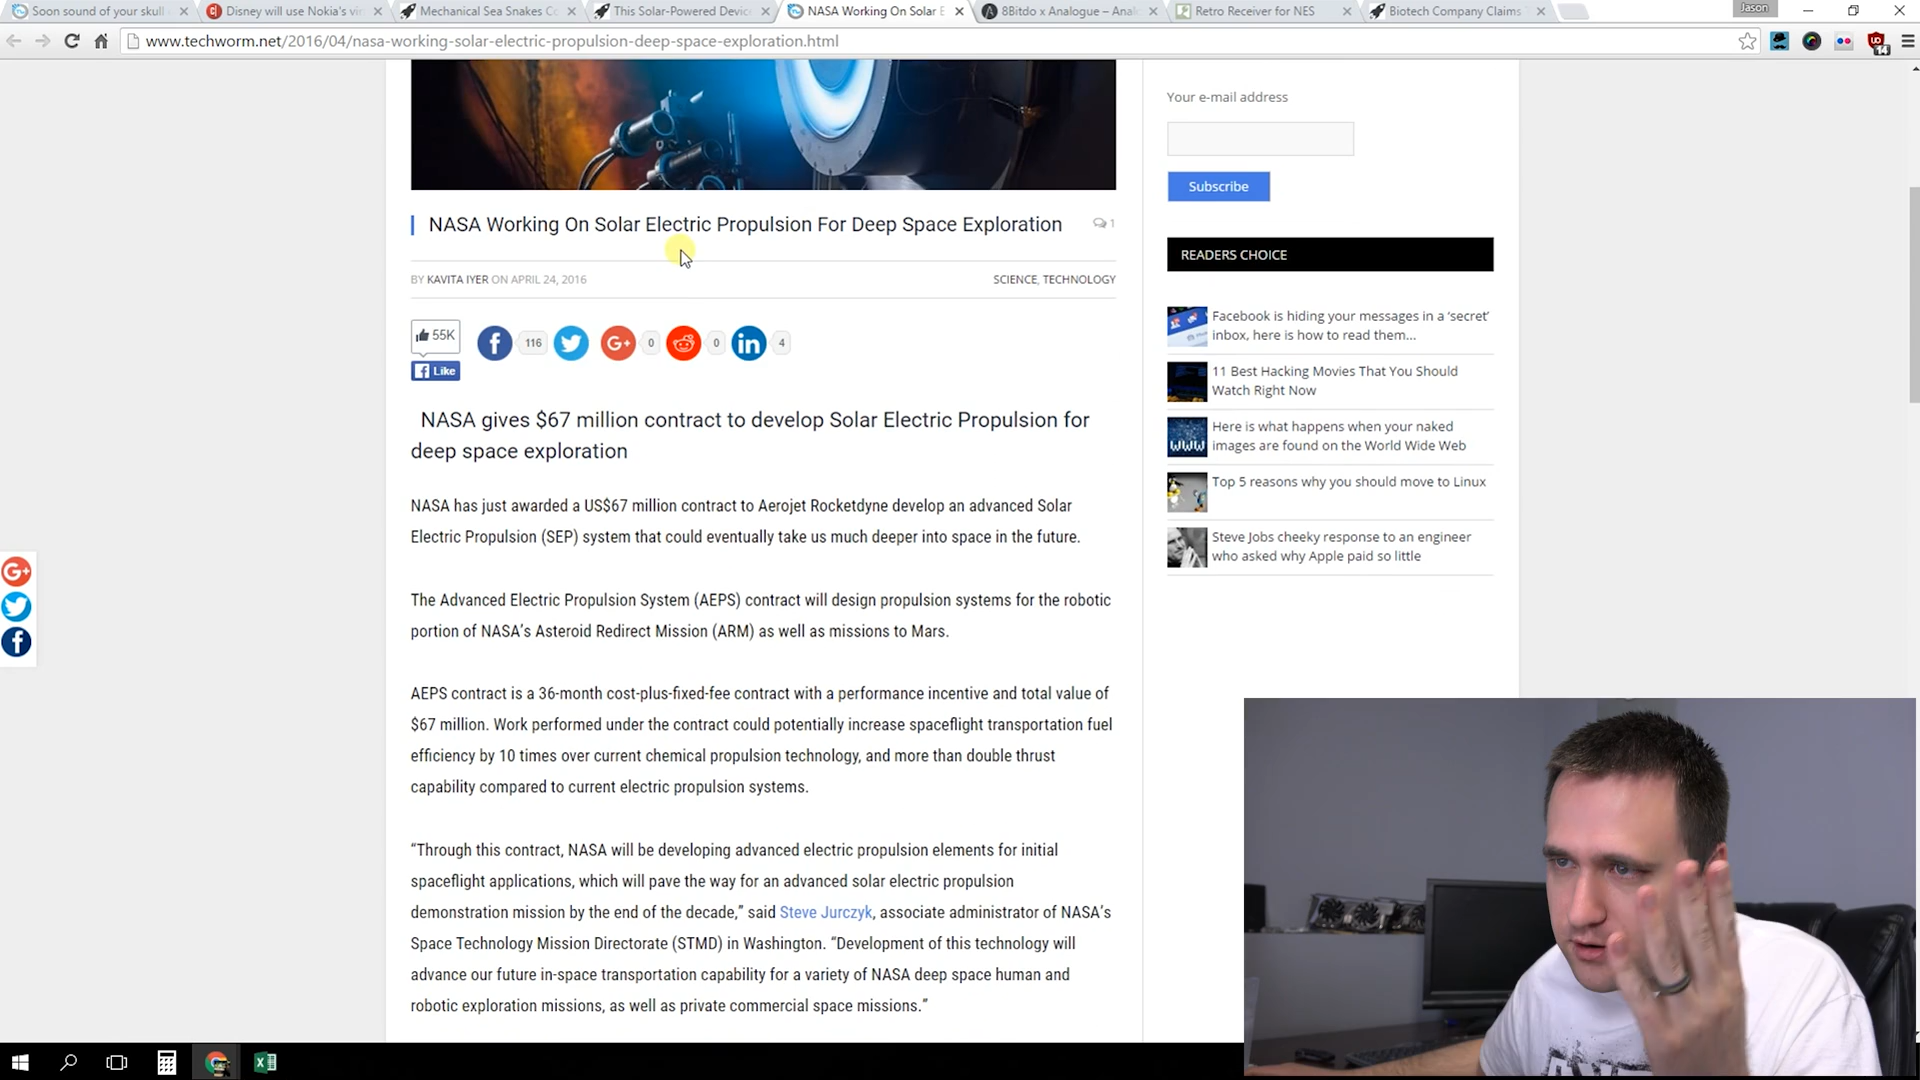 Soon sound of your skull
Disney will use Nokia's vir
Mechanical Sea Snakes Co
This Solar-Powered Device
NASA Working On Solar E
8Bitdo x Analogue – Anal
Retro Receiver for NES
Biotech Company Claims
Jason
www.techworm.net/2016/04/nasa-working-solar-electric-propulsion-deep-space-exploration.html
14
NASA Working On Solar Electric Propulsion For Deep Space Exploration
1
BY KAVITA IYER ON APRIL 24, 2016
SCIENCE, TECHNOLOGY
55K
Like
116
G+
0
0
in
4
NASA gives $67 million contract to develop Solar Electric Propulsion for
deep space exploration
NASA has just awarded a US$67 million contract to Aerojet Rocketdyne develop an advanced Solar
Electric Propulsion (SEP) system that could eventually take us much deeper into space in the future.
The Advanced Electric Propulsion System (AEPS) contract will design propulsion systems for the robotic
portion of NASA’s Asteroid Redirect Mission (ARM) as well as missions to Mars.
AEPS contract is a 36-month cost-plus-fixed-fee contract with a performance incentive and total value of
$67 million. Work performed under the contract could potentially increase spaceflight transportation fuel
efficiency by 10 times over current chemical propulsion technology, and more than double thrust
capability compared to current electric propulsion systems.
“Through this contract, NASA will be developing advanced electric propulsion elements for initial
spaceflight applications, which will pave the way for an advanced solar electric propulsion
demonstration mission by the end of the decade,” said Steve Jurczyk, associate administrator of NASA’s
Space Technology Mission Directorate (STMD) in Washington. “Development of this technology will
advance our future in-space transportation capability for a variety of NASA deep space human and
robotic exploration missions, as well as private commercial space missions.”
Your e-mail address
Subscribe
READERS CHOICE
Facebook is hiding your messages in a ‘secret’
inbox, here is how to read them...
11 Best Hacking Movies That You Should
Watch Right Now
Here is what happens when your naked
images are found on the World Wide Web
WWW
Top 5 reasons why you should move to Linux
Steve Jobs cheeky response to an engineer
who asked why Apple paid so little
G+